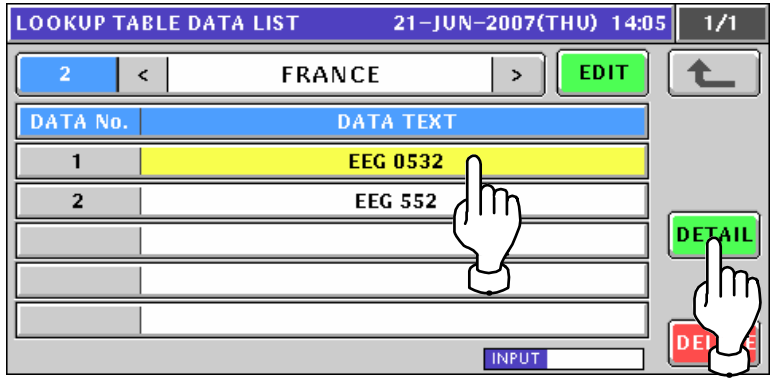 LOOKUP TABLE DATA LIST 21-JUN-2007(THU) 14:05 1/1
2 < FRANCE > EDIT
DATA No. DATA TEXT
1 EEG 0532
2 EEG 552
DETAIL
INPUT